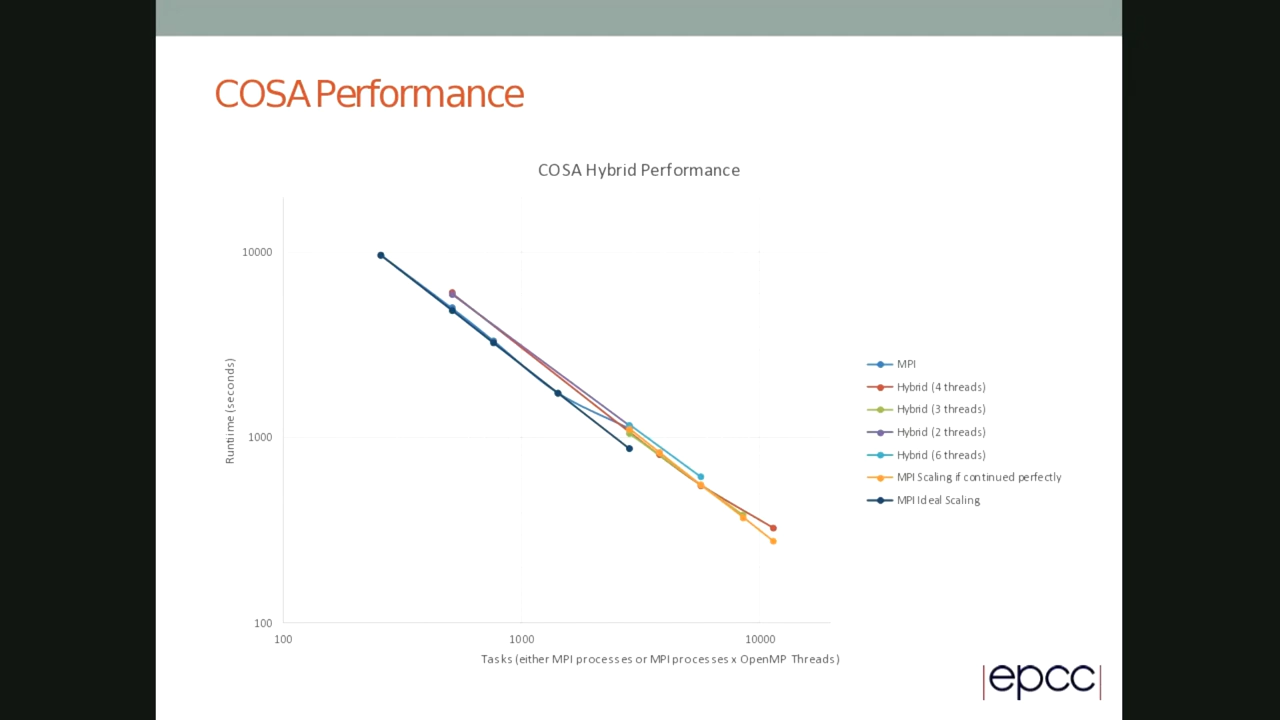 COSA Performance
COSA Hybrid Performance
10000
1000
100
Runtime (seconds)
100
1000
10000
Tasks (either MPI processes or MPI processes x OpenMP Threads)
MPI
Hybrid (4 threads)
Hybrid (3 threads)
Hybrid (2 threads)
Hybrid (6 threads)
MPI Scaling if continued perfectly
MPI Ideal Scaling
epcc